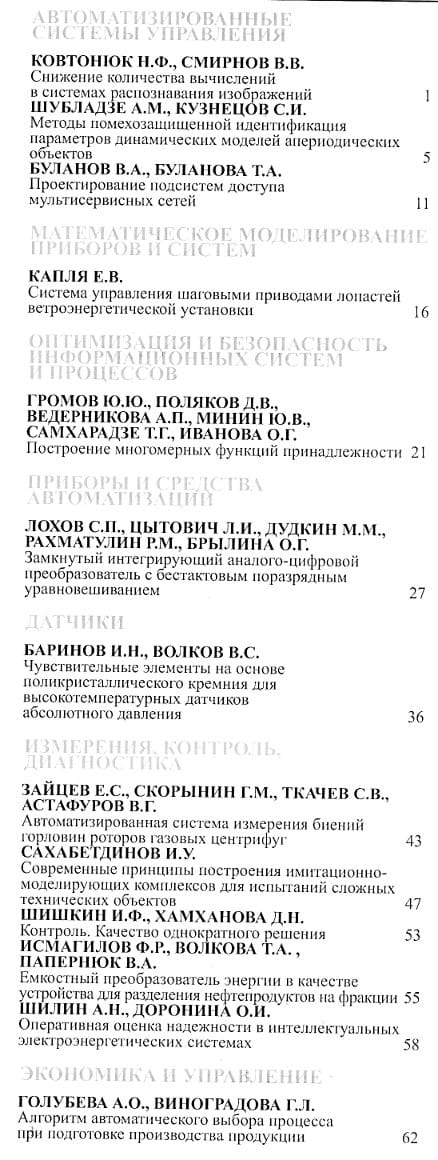 АВТОМАТИЗИРОВАННЫЕ
СИСТЕМЫ УПРАВЛЕНИЯ
КОВТОНЮК Н.Ф., СМИРНОВ В.В.
Снижение количества вычислений
в системах распознавания изображений 1
ШУБЛАДЗЕ А.М., КУЗНЕЦОВ С.И.
Методы помехозащищенной идентификация
параметров динамических моделей апериодических
объектов 5
БУЛАНОВ В.А., БУЛАНОВА Т.А.
Проектирование подсистем доступа
мультисервисных сетей 11
МАТЕМАТИЧЕСКОЕ МОДЕЛИРОВАНИЕ
ПРИБОРОВ И СИСТЕМ
КАПЛЯ Е.В.
Система управления шаговыми приводами лопастей
ветроэнергетической установки 16
ОПТИМИЗАЦИЯ И БЕЗОПАСНОСТЬ
ИНФОРМАЦИОННЫХ СИСТЕМ
И ПРОЦЕССОВ
ГРОМОВ Ю.Ю., ПОЛЯКОВ Д.В.,
ВЕДЕРНИКОВА А.П., МИНИН Ю.В.,
САМХАРАДЗЕ Т.Г., ИВАНОВА О.Г.
Построение многомерных функций принадлежности 21
ПРИБОРЫ И СРЕДСТВА
АВТОМАТИЗАЦИИ
ЛОХОВ С.П., ЦЫТОВИЧ Л.И., ДУДКИН М.М.,
РАХМАТУЛИН Р.М., БРЫЛИНА О.Г.
Замкнутый интегрирующий аналого-цифровой
преобразователь с бестактовым поразрядным
уравновешиванием 27
ДАТЧИКИ
БАРИНОВ И.Н., ВОЛКОВ В.С.
Чувствительные элементы на основе
поликристаллического кремния для
высокотемпературных датчиков
абсолютного давления 36
ИЗМЕРЕНИЯ, КОНТРОЛЬ,
ДИАГНОСТИКА
ЗАЙЦЕВ Е.С., СКОРЫНИН Г.М., ТКАЧЕВ С.В.,
АСТАФУРОВ В.Г.
Автоматизированная система измерения биений
горловин роторов газовых центрифуг 43
САХАБЕТДИНОВ И.У.
Современные принципы построения имитационно-
моделирующих комплексов для испытаний сложных
технических объектов 47
ШИШКИН И.Ф., ХАМХАНОВА Д.Н.
Контроль. Качество однократного решения 53
ИСМАГИЛОВ Ф.Р., ВОЛКОВА Т.А. ,
ПАПЕРНЮК В.А.
Емкостный преобразователь энергии в качестве
устройства для разделения нефтепродуктов на фракции 55
ШИЛИН А.Н., ДОРОНИНА О.И.
Оперативная оценка надежности в интеллектуальных
электроэнергетических системах 58
ЭКОНОМИКА И УПРАВЛЕНИЕ
ГОЛУБЕВА А.О., ВИНОГРАДОВА Г.Л.
Алгоритм автоматического выбора процесса
при подготовке производства продукции 62